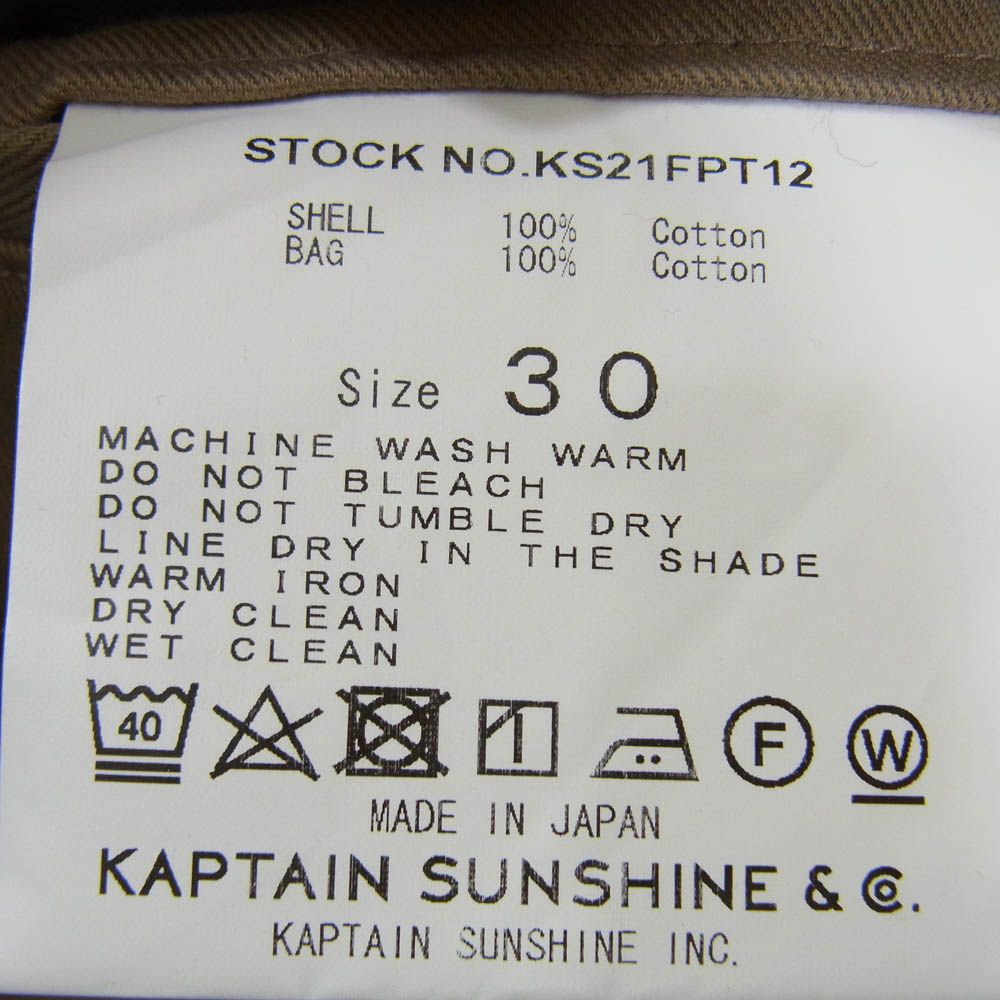 STOCK NO.KS21FPT12
SHELL 100% Cotton
BAG 100% Cotton
Size 30
MACHINE WASH WARM
DO NOT BLEACH
DO NOT TUMBLE DRY
LINE DRY IN THE SHADE
WARM IRON
DRY CLEAN
WET CLEAN
40 F W
MADE IN JAPAN
KAPTAIN SUNSHINE & Co.
KAPTAIN SUNSHINE INC.